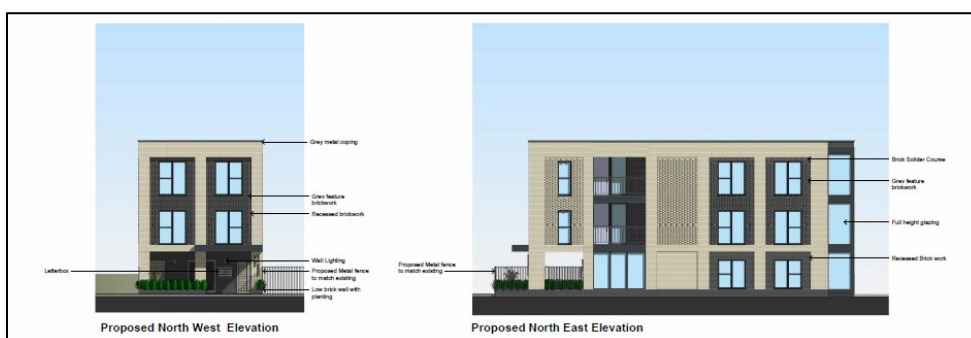 Grey metal coping
Grey feature
brickwork
Recessed brickwork
Wall Lighting
Letterbox
Proposed Metal fence
to match existing
Low brick wall with
planting
Proposed North West Elevation
Brick Solider Course
Grey feature
brickwork
Full height glazing
Recessed Brick work
Proposed Metal fence
to match existing
Proposed North East Elevation